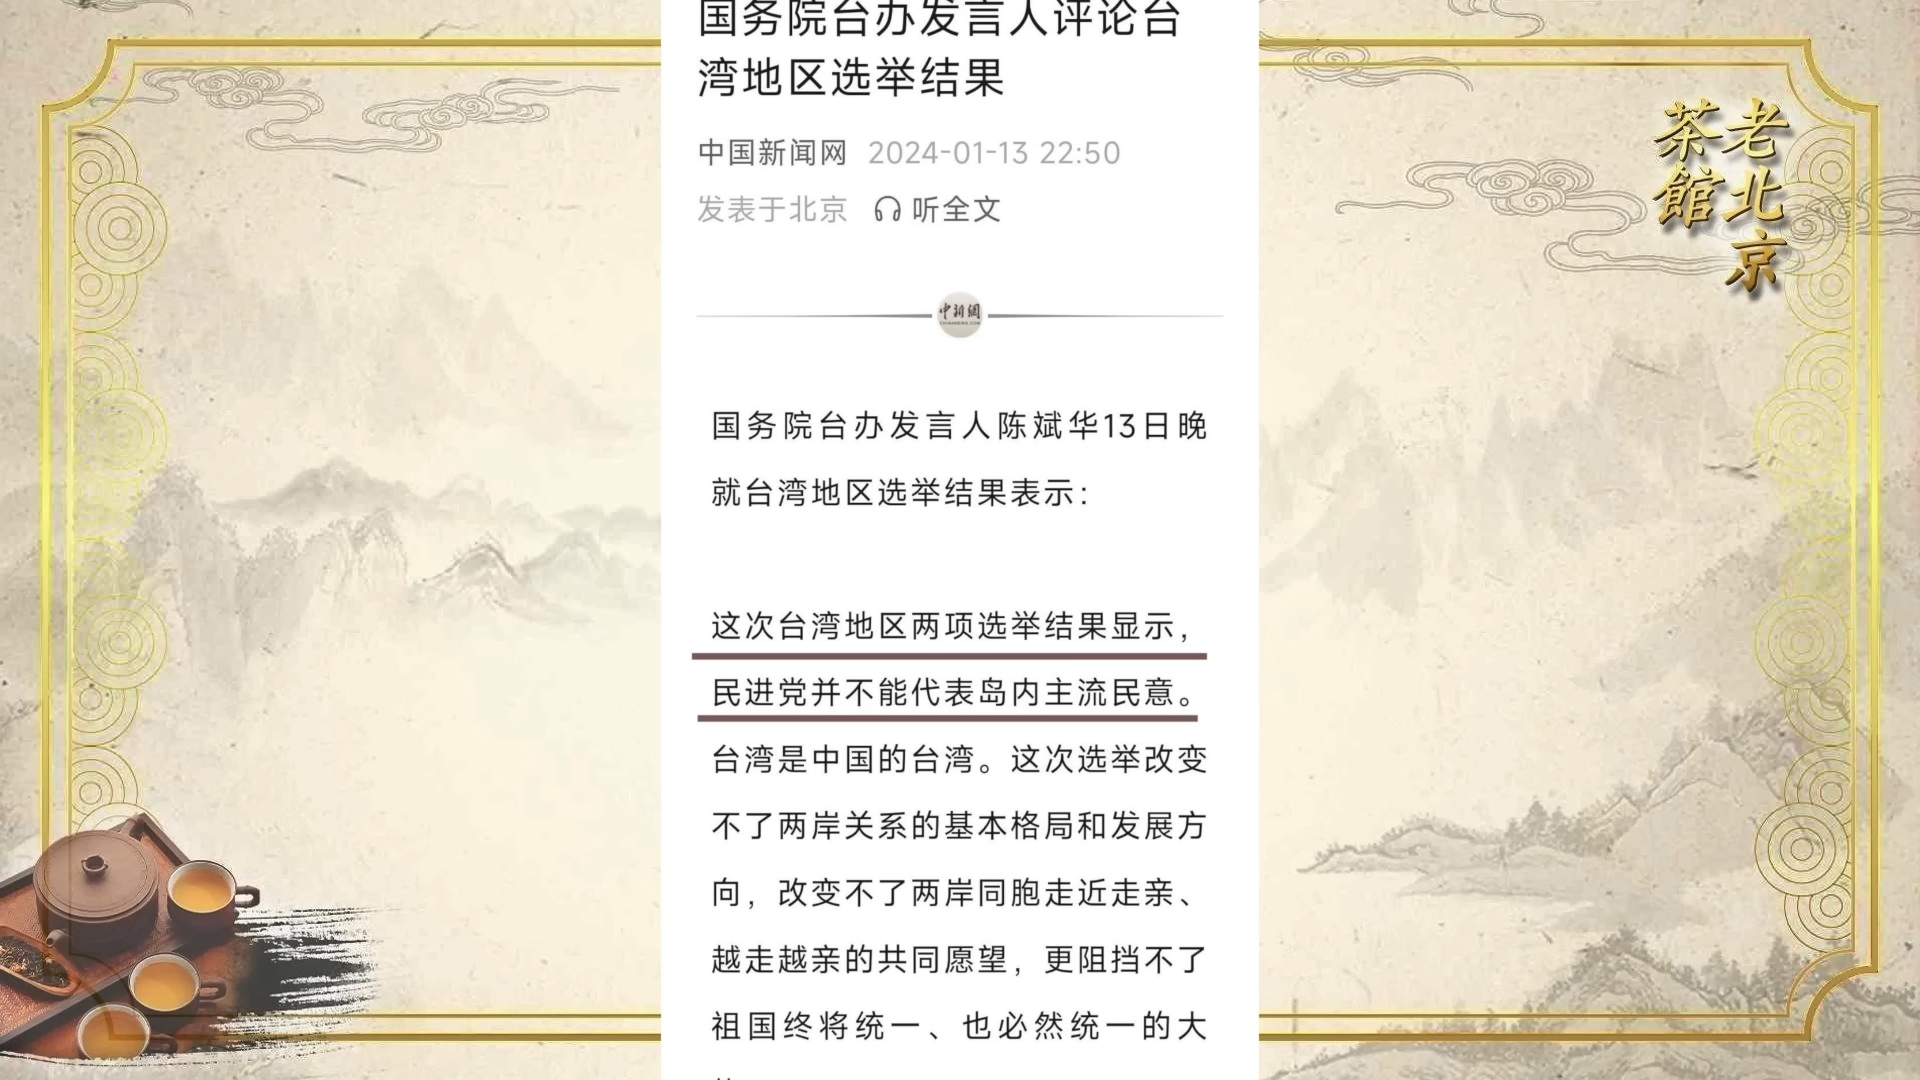 国务院台办发言人评论台
湾地区选举结果
中国新闻网 2024-01-13 22:50
发表于北京 听全文
中新網
国务院台办发言人陈斌华13日晚
就台湾地区选举结果表示：
这次台湾地区两项选举结果显示，
民进党并不能代表岛内主流民意。
台湾是中国的台湾。这次选举改变
不了两岸关系的基本格局和发展方
向，改变不了两岸同胞走近走亲、
越走越亲的共同愿望，更阻挡不了
祖国终将统一、也必然统一的大
老北京
茶館